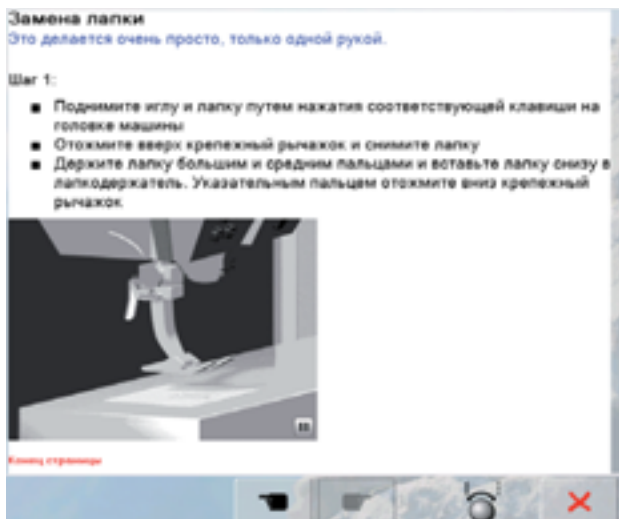 Замена лапки
Это делается очень просто, только одной рукой.
Шаг 1:
■ Поднимите иглу и лапку путем нажатия соответствующей клавиши на
головке машины
■ Отожмите вверх крепежный рычажок и снимите лапку
■ Держите лапку большим и средним пальцами и вставьте лапку снизу в
лапкодержатель. Указательным пальцем отожмите вниз крепежный
рычажок
Конец страницы